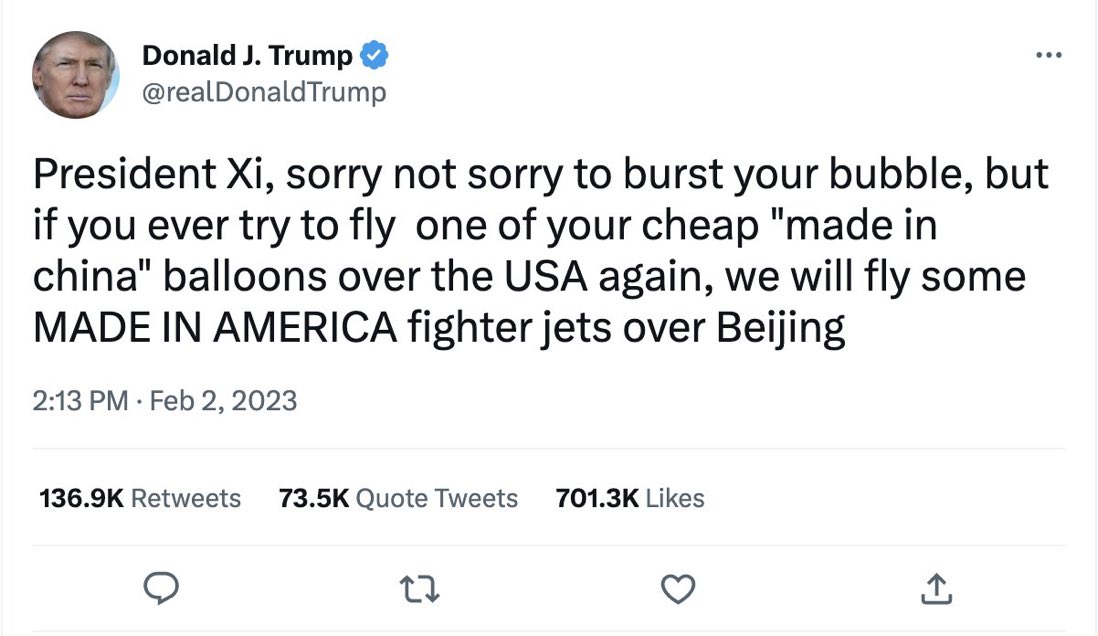 Donald J. Trump
@realDonaldTrump
President Xi, sorry not sorry to burst your bubble, but
if you ever try to fly  one of your cheap "made in
china" balloons over the USA again, we will fly some
MADE IN AMERICA fighter jets over Beijing
2:13 PM · Feb 2, 2023
136.9K Retweets 73.5K Quote Tweets 701.3K Likes